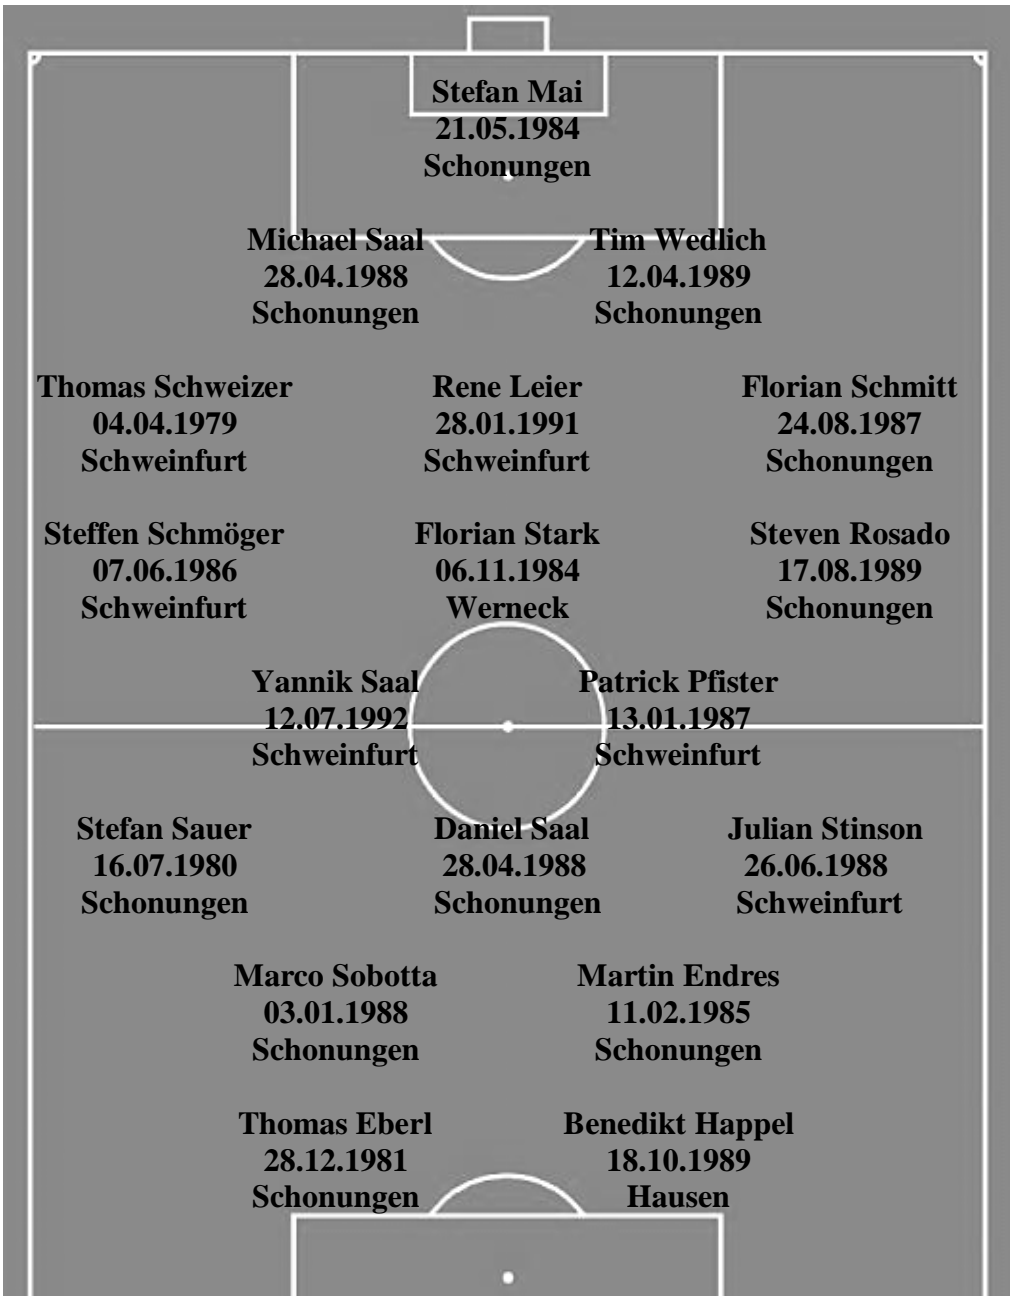 Stefan Mai
21.05.1984
Schonungen
Michael Saal Tim Wedlich
28.04.1988 12.04.1989
Schonungen Schonungen
Thomas Schweizer Rene Leier Florian Schmitt
04.04.1979 28.01.1991 24.08.1987
Schweinfurt Schweinfurt Schonungen
Steffen Schmöger Florian Stark Steven Rosado
07.06.1986 06.11.1984 17.08.1989
Schweinfurt Werneck Schonungen
Yannik Saal Patrick Pfister
12.07.1992 13.01.1987
Schweinfurt Schweinfurt
Stefan Sauer Daniel Saal Julian Stinson
16.07.1980 28.04.1988 26.06.1988
Schonungen Schonungen Schweinfurt
Marco Sobotta Martin Endres
03.01.1988 11.02.1985
Schonungen Schonungen
Thomas Eberl Benedikt Happel
28.12.1981 18.10.1989
Schonungen Hausen